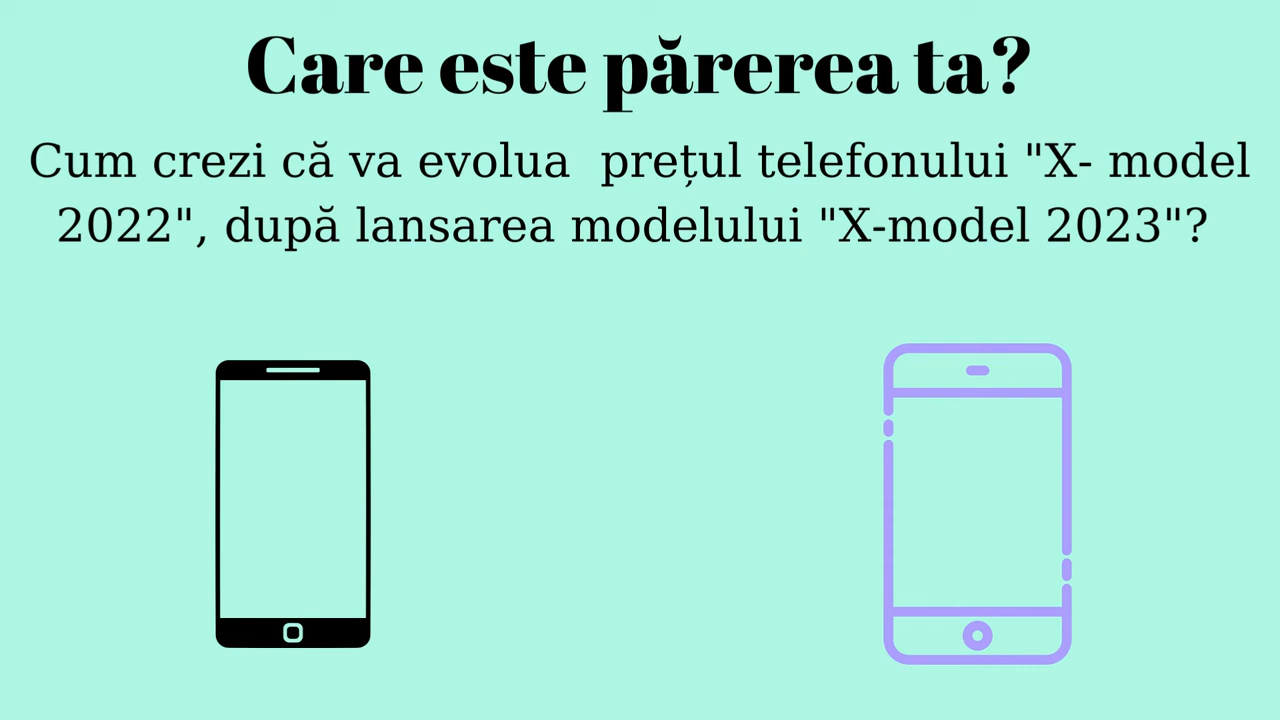 Care este părerea ta?
Cum crezi că va evolua  prețul telefonului "X- model
2022", după lansarea modelului "X-model 2023"?